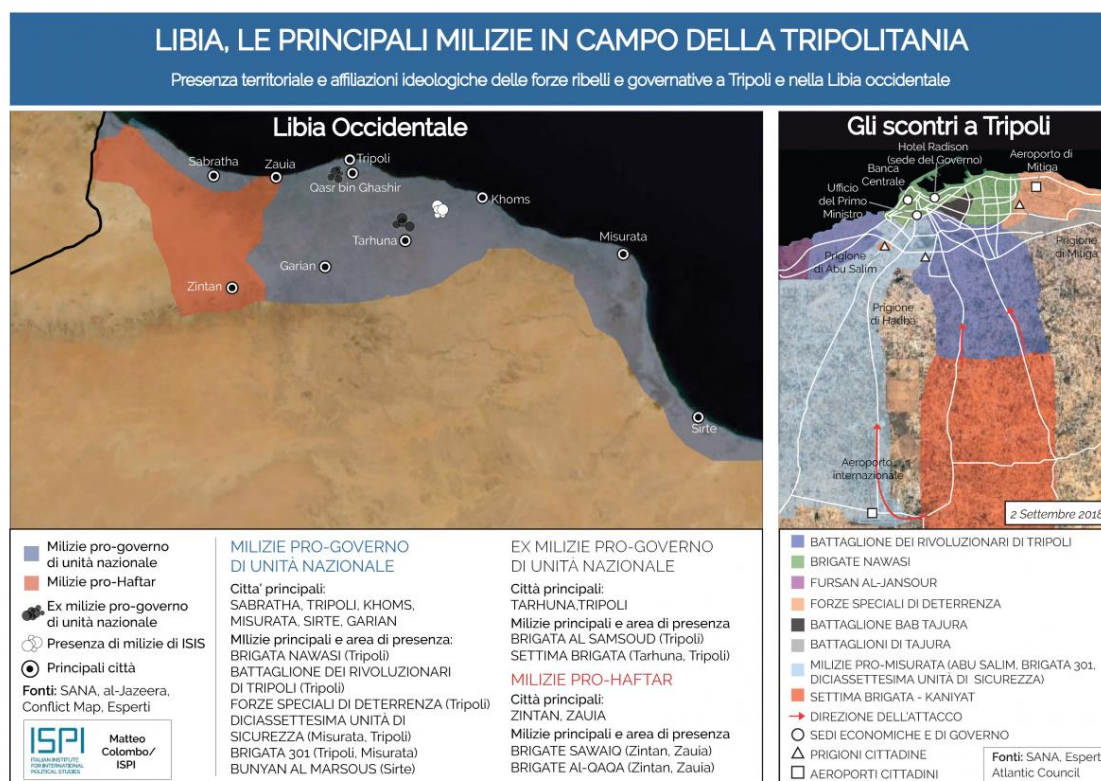 LIBIA, LE PRINCIPALI MILIZIE IN CAMPO DELLA TRIPOLITANIA
Presenza territoriale e affiliazioni ideologiche delle forze ribelli e governative a Tripoli e nella Libia occidentale
Libia Occidentale
Sabratha
Zauia
Tripoli
Qasr bin Ghashir
Khoms
Tarhuna
Misurata
Garian
Zintan
Sirte
Gli scontri a Tripoli
Hotel Radison
(sede del Governo)
Aeroporto di
Mitiga
Banca
Centrale
Ufficio
del Primo
Ministro
Prigione
di Abu Salim
Prigione
di Mitiga
Prigione
di Hadba
Aeroporto
internazionale
2 Settembre 2018
Milizie pro-governo
di unità nazionale
Milizie pro-Haftar
Ex milizie pro-governo
di unità nazionale
Presenza di milizie di ISIS
Principali città
Fonti: SANA, al-Jazeera,
Conflict Map, Esperti
ISPI
ITALIAN INSTITUTE
FOR INTERNATIONAL
POLITICAL STUDIES
Matteo
Colombo/
ISPI
MILIZIE PRO-GOVERNO
DI UNITÀ NAZIONALE
Citta' principali:
SABRATHA, TRIPOLI, KHOMS,
MISURATA, SIRTE, GARIAN
MIlizie principali e area di presenza:
BRIGATA NAWASI (Tripoli)
BATTAGLIONE DEI RIVOLUZIONARI
DI TRIPOLI (Tripoli)
FORZE SPECIALI DI DETERRENZA (Tripoli)
DICIASSETTESIMA UNITÀ DI
SICUREZZA (Misurata, Tripoli)
BRIGATA 301 (Tripoli, Misurata)
BUNYAN AL MARSOUS (Sirte)
EX MILIZIE PRO-GOVERNO
DI UNITÀ NAZIONALE
Città principali:
TARHUNA,TRIPOLI
Milizie principali e area di presenza
BRIGATA AL SAMSOUD (Tripoli)
SETTIMA BRIGATA (Tarhuna, Tripoli)
MILIZIE PRO-HAFTAR
Città principali:
ZINTAN, ZAUIA
Milizie principali e area di presenza
BRIGATE SAWAIQ (Zintan, Zauia)
BRIGATE Al-QAQA (Zintan, Zauia)
BATTAGLIONE DEI RIVOLUZIONARI DI TRIPOLI
BRIGATE NAWASI
FURSAN AL-JANSOUR
FORZE SPECIALI DI DETERRENZA
BATTAGLIONE BAB TAJURA
BATTAGLIONI DI TAJURA
MILIZIE PRO-MISURATA (ABU SALIM, BRIGATA 301,
DICIASSETTESIMA UNITÀ DI SICUREZZA)
SETTIMA BRIGATA - KANIYAT
DIREZIONE DELL'ATTACCO
SEDI ECONOMICHE E DI GOVERNO
PRIGIONI CITTADINE
AEROPORTI CITTADINI
Fonti: SANA, Espert
Atlantic Council